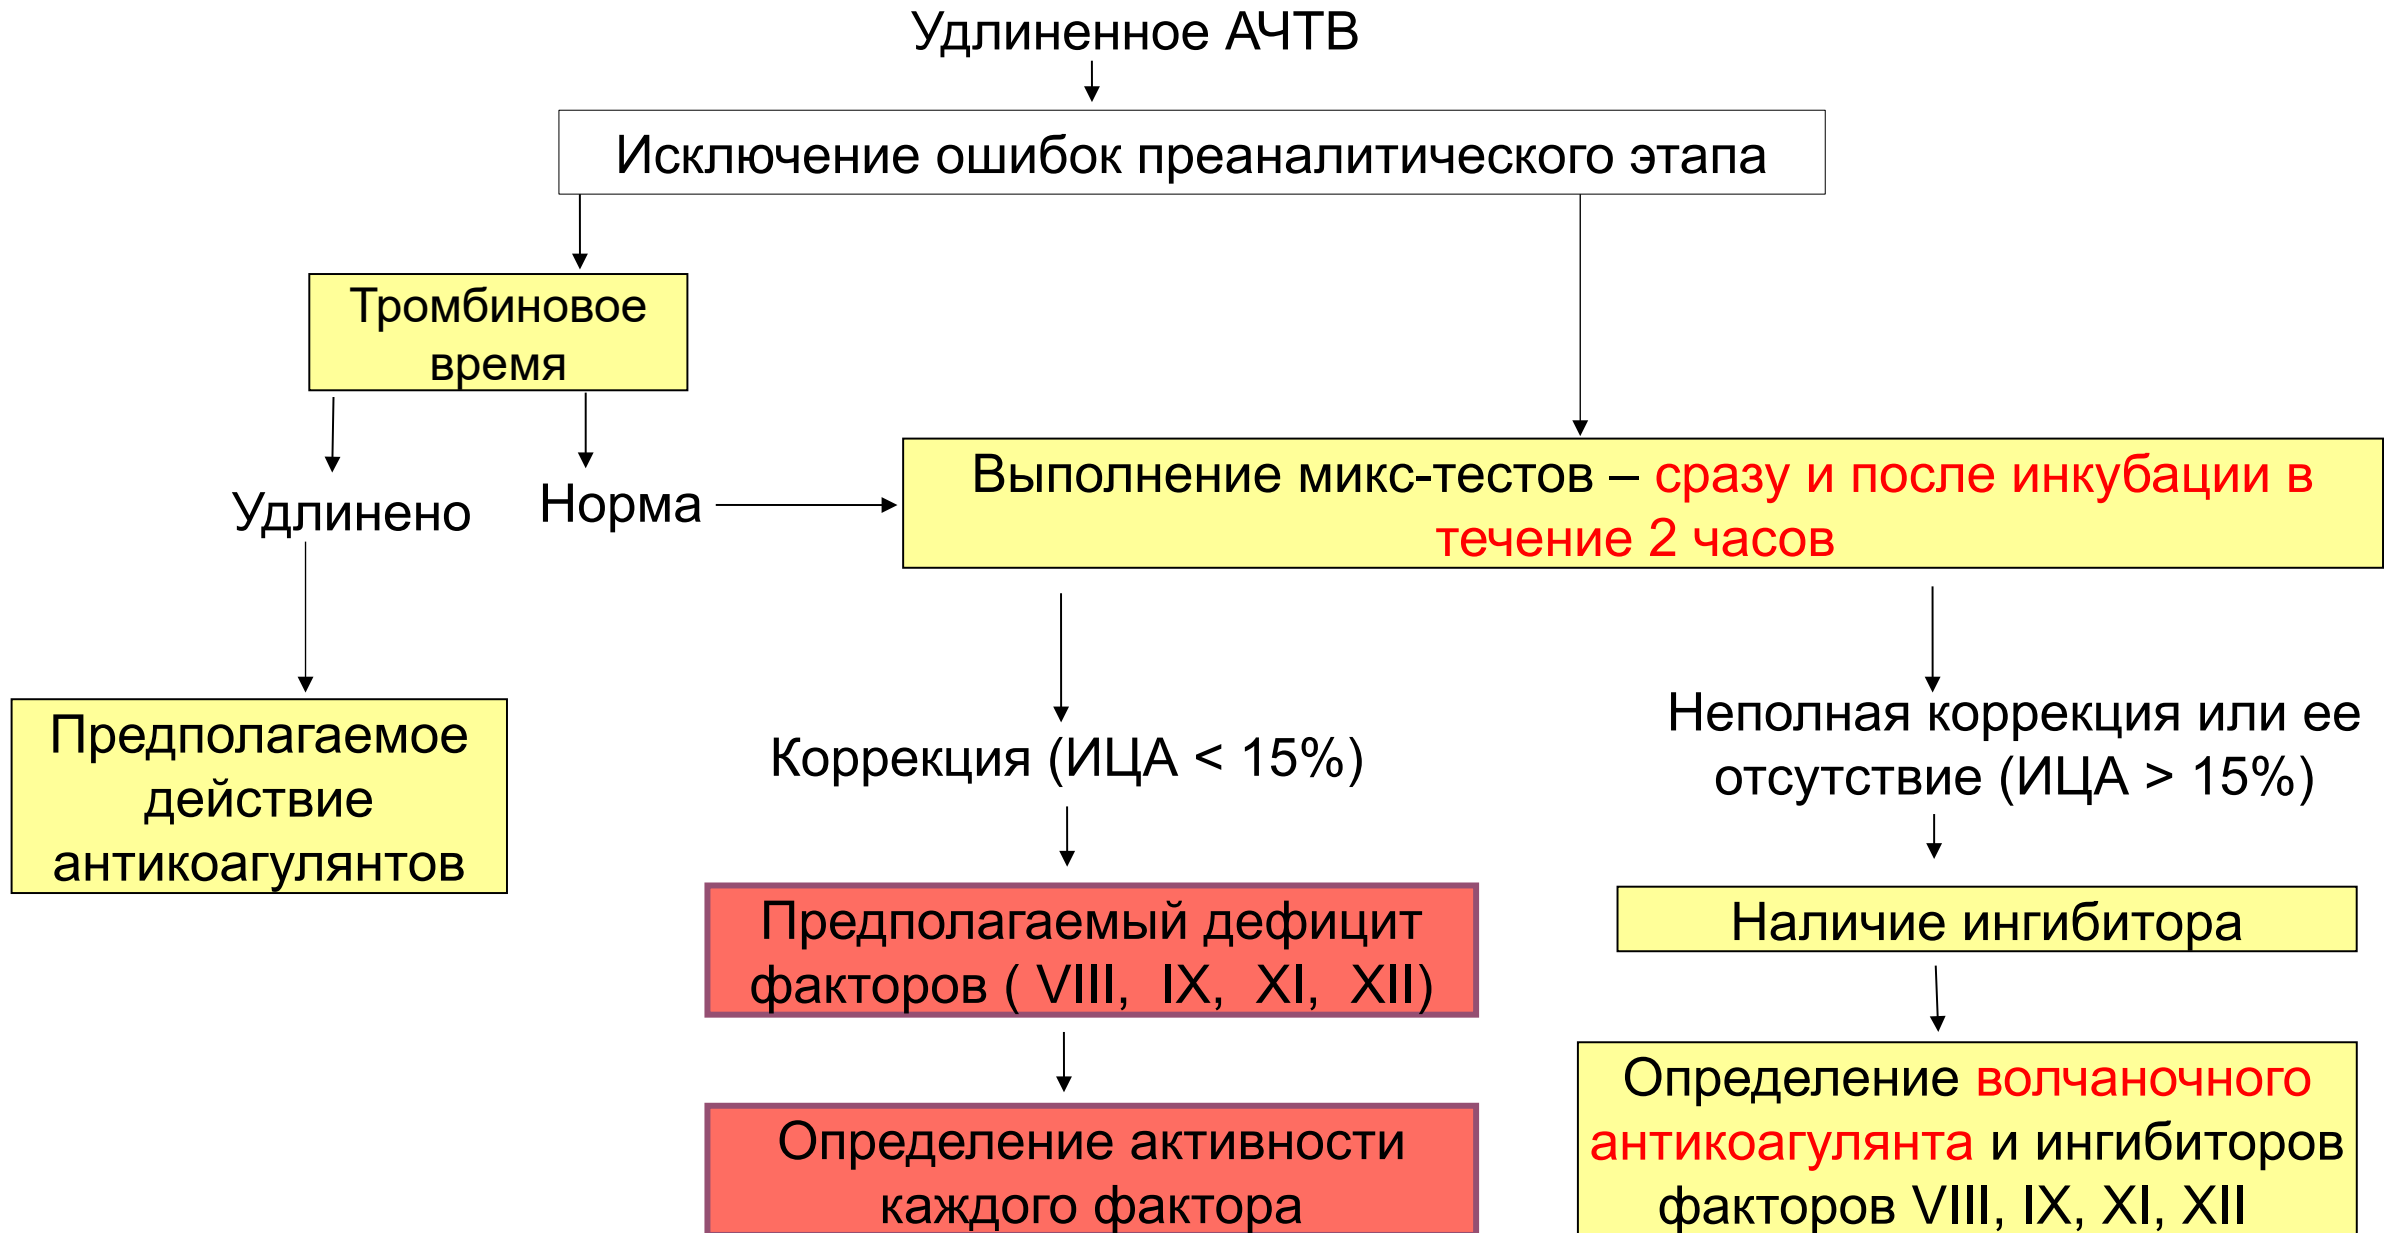 Удлиненное АЧТВ
Исключение ошибок преаналитического этапа
Тромбиновое
время
Удлинено
Норма
Выполнение микс-тестов – сразу и после инкубации в
течение 2 часов
Предполагаемое
действие
антикоагулянтов
Коррекция (ИЦА < 15%)
Неполная коррекция или ее
отсутствие (ИЦА > 15%)
Предполагаемый дефицит
факторов ( VIII, IX, XI, XII)
Наличие ингибитора
Определение активности
каждого фактора
Определение волчаночного
антикоагулянта и ингибиторов
факторов VIII, IX, XI, XII